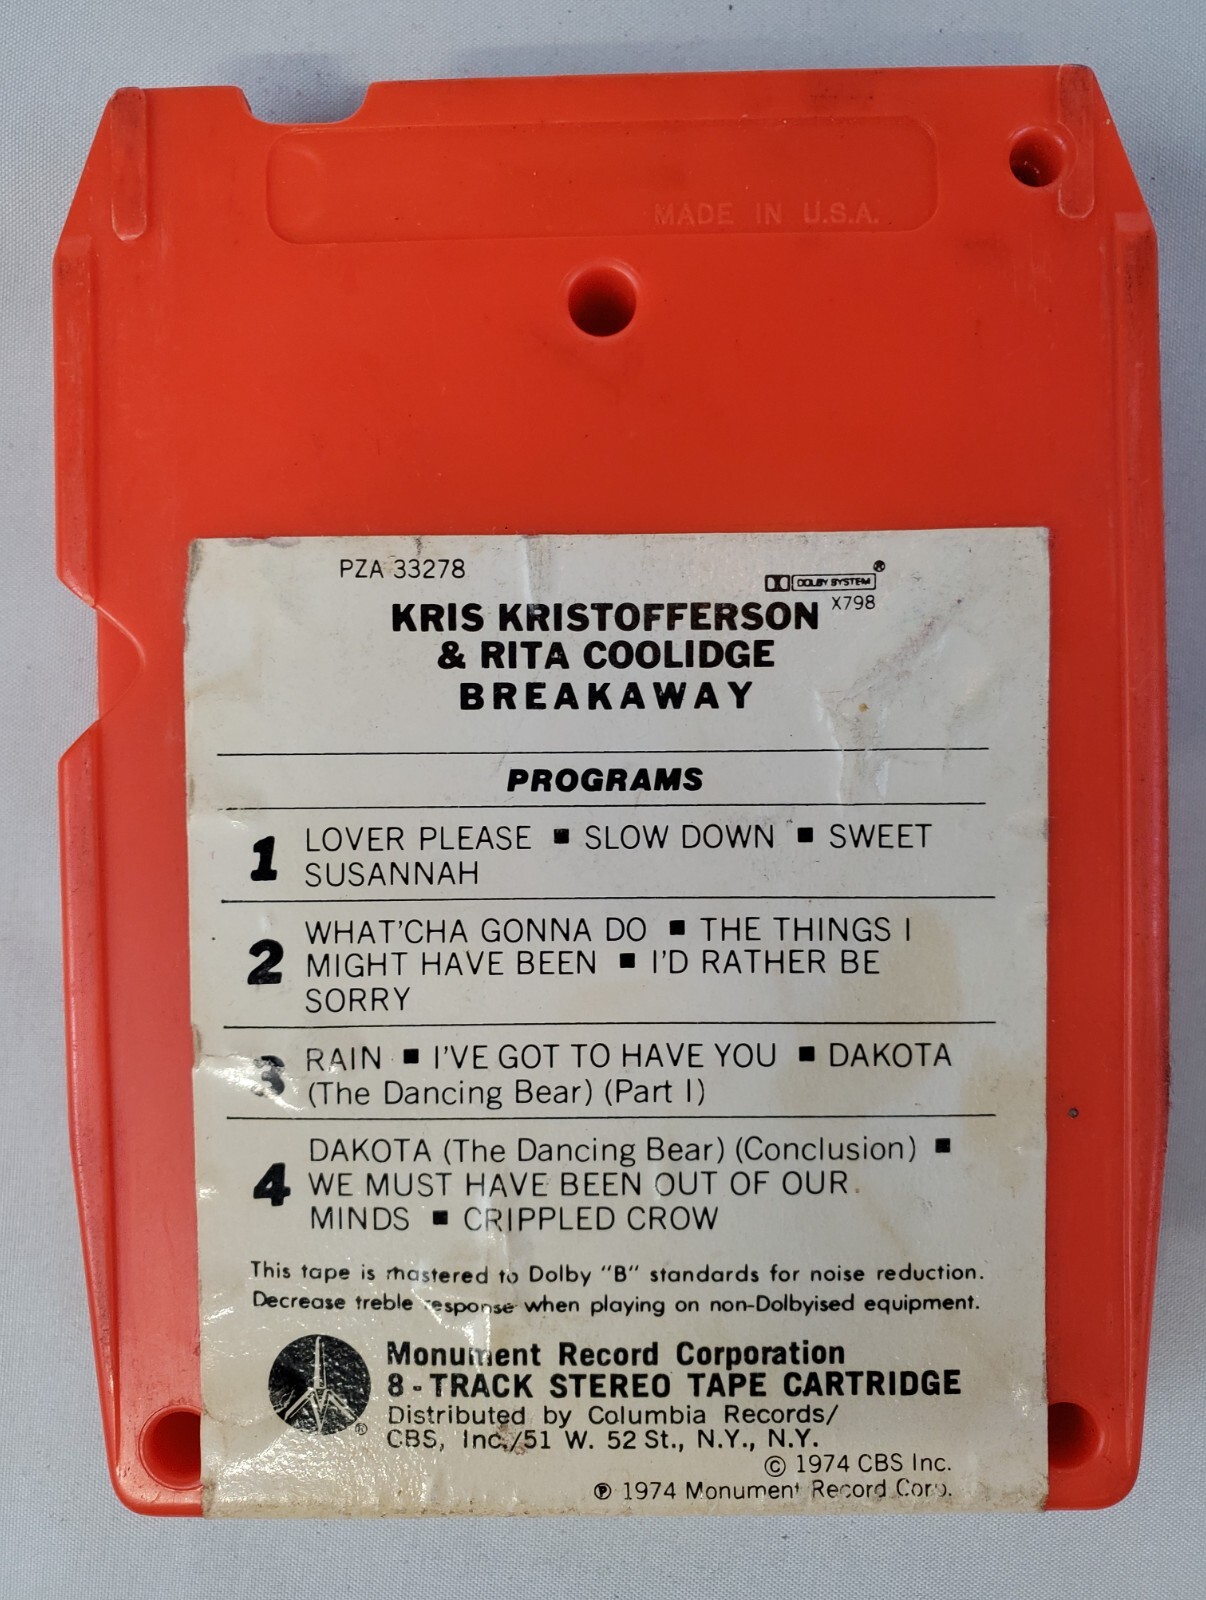 MADE IN U.S.A.
PZA 33278
DOLBY SYSTEM ®
X798
KRIS KRISTOFFERSON
& RITA COOLIDGE
BREAKAWAY
PROGRAMS
1 LOVER PLEASE ■ SLOW DOWN ■ SWEET
SUSANNAH
2 WHAT'CHA GONNA DO ■ THE THINGS I
MIGHT HAVE BEEN ■ I'D RATHER BE
SORRY
3 RAIN ■ I'VE GOT TO HAVE YOU ■ DAKOTA
(The Dancing Bear) (Part I)
4 DAKOTA (The Dancing Bear) (Conclusion) ■
WE MUST HAVE BEEN OUT OF OUR
MINDS ■ CRIPPLED CROW
This tape is mastered to Dolby "B" standards for noise reduction.
Decrease treble response when playing on non-Dolbyised equipment.
Monument Record Corporation
8-TRACK STEREO TAPE CARTRIDGE
®
Distributed by Columbia Records/
CBS, Inc./51 W. 52 St., N.Y., N.Y.
© 1974 CBS Inc.
℗ 1974 Monument Record Corp.